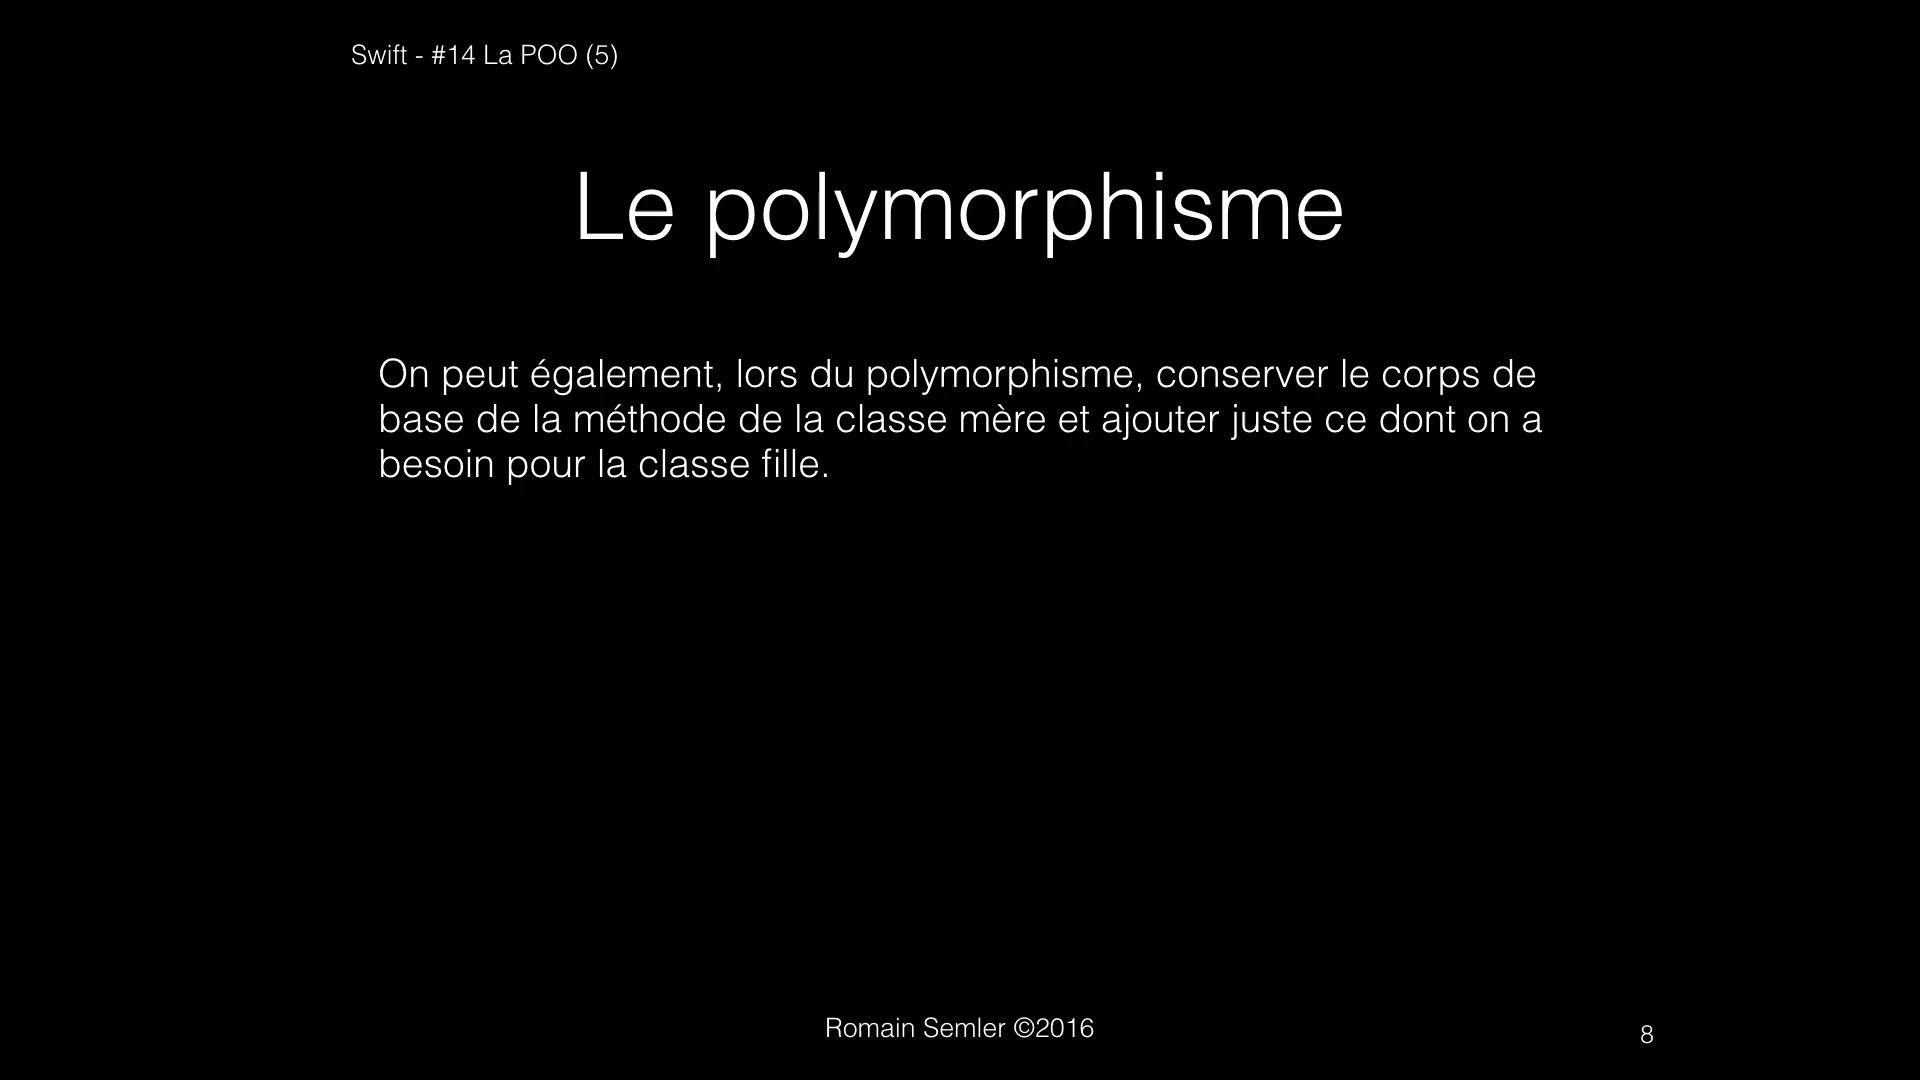 Swift - #14 La POO (5)
Le polymorphisme
On peut également, lors du polymorphisme, conserver le corps de
base de la méthode de la classe mère et ajouter juste ce dont on a
besoin pour la classe fille.
Romain Semler ©2016
8